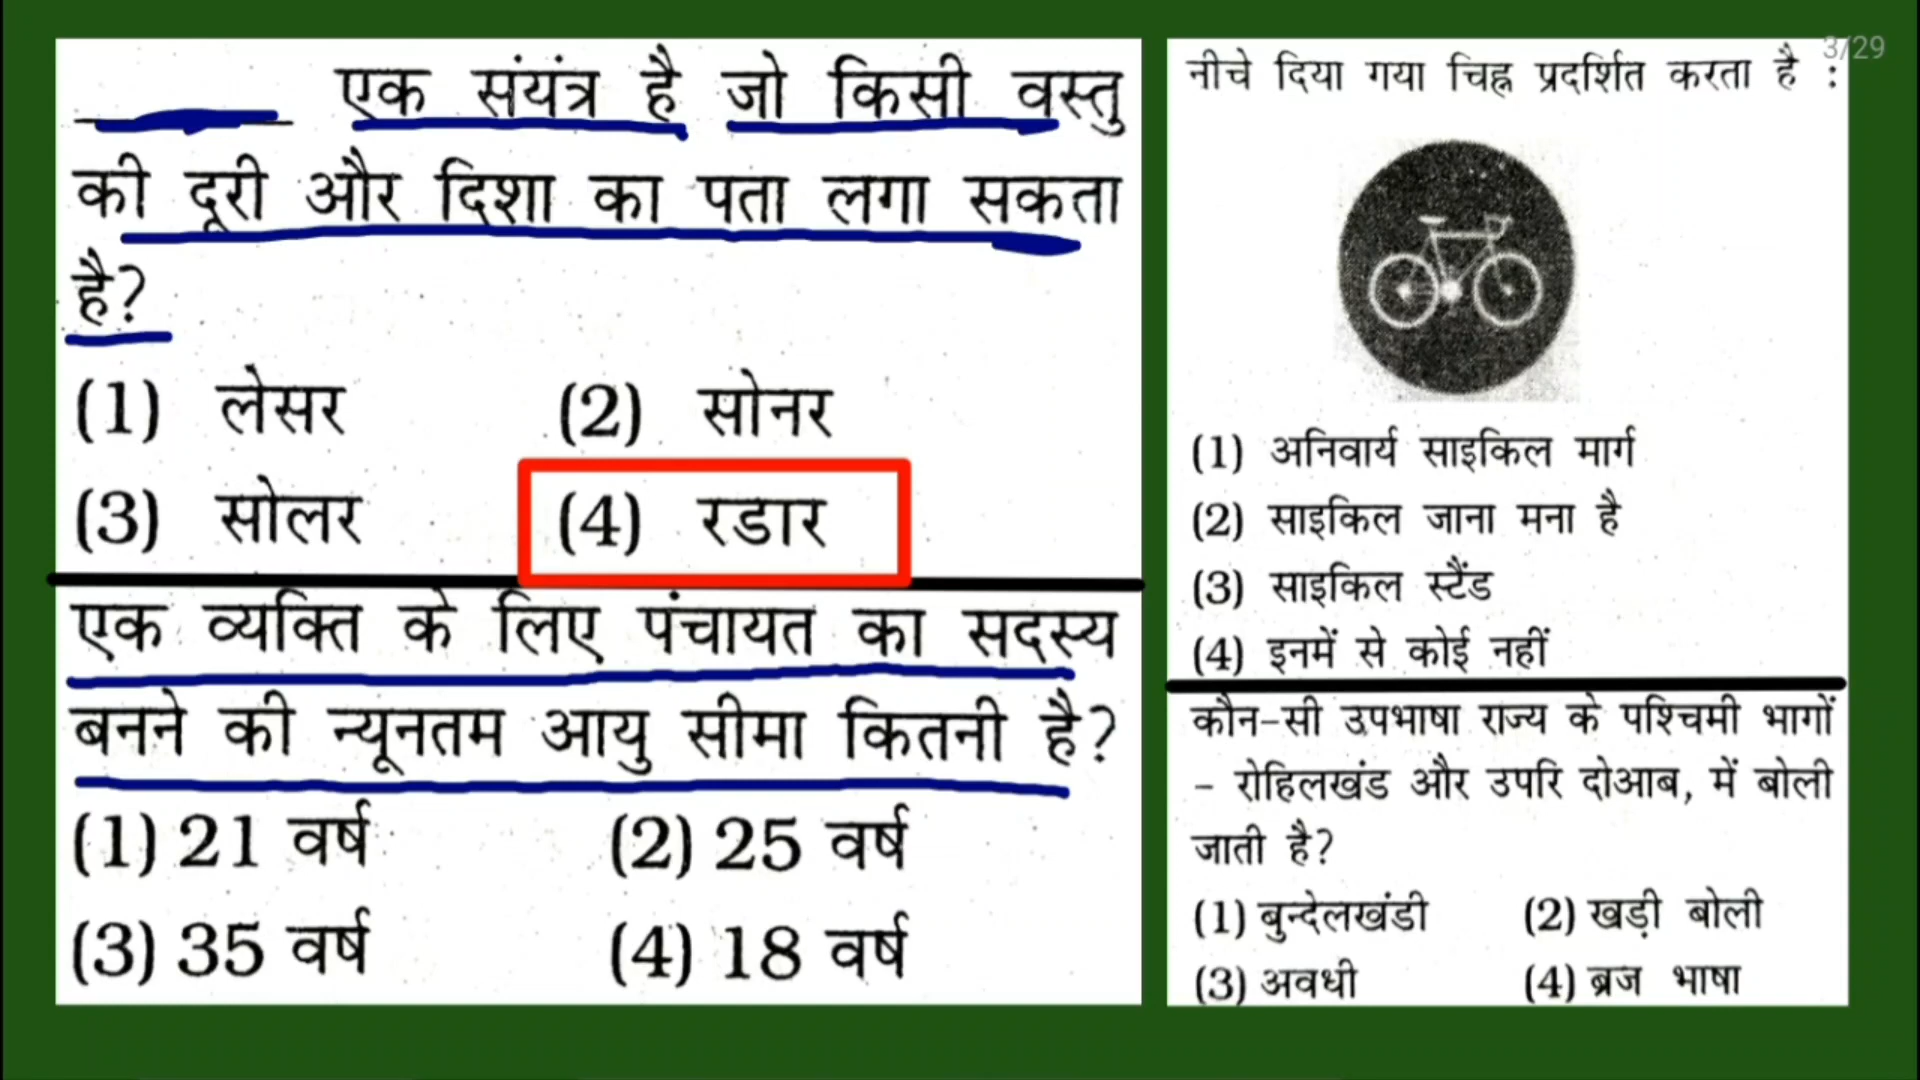 एक संयंत्र है जो किसी वस्तु
की दूरी और दिशा का पता लगा सकता
है?
(1) लेसर (2) सोनर
(3) सोलर (4) रडार
एक व्यक्ति के लिए पंचायत का सदस्य
बनने की न्यूनतम आयु सीमा कितनी है?
(1) 21 वर्ष (2) 25 वर्ष
(3) 35 वर्ष (4) 18 वर्ष
3/29
नीचे दिया गया चिह्न प्रदर्शित करता है :
(1) अनिवार्य साइकिल मार्ग
(2) साइकिल जाना मना है
(3) साइकिल स्टैंड
(4) इनमें से कोई नहीं
कौन-सी उपभाषा राज्य के पश्चिमी भागों
- रोहिलखंड और उपरि दोआब, में बोली
जाती है?
(1) बुन्देलखंडी (2) खड़ी बोली
(3) अवधी (4) ब्रज भाषा